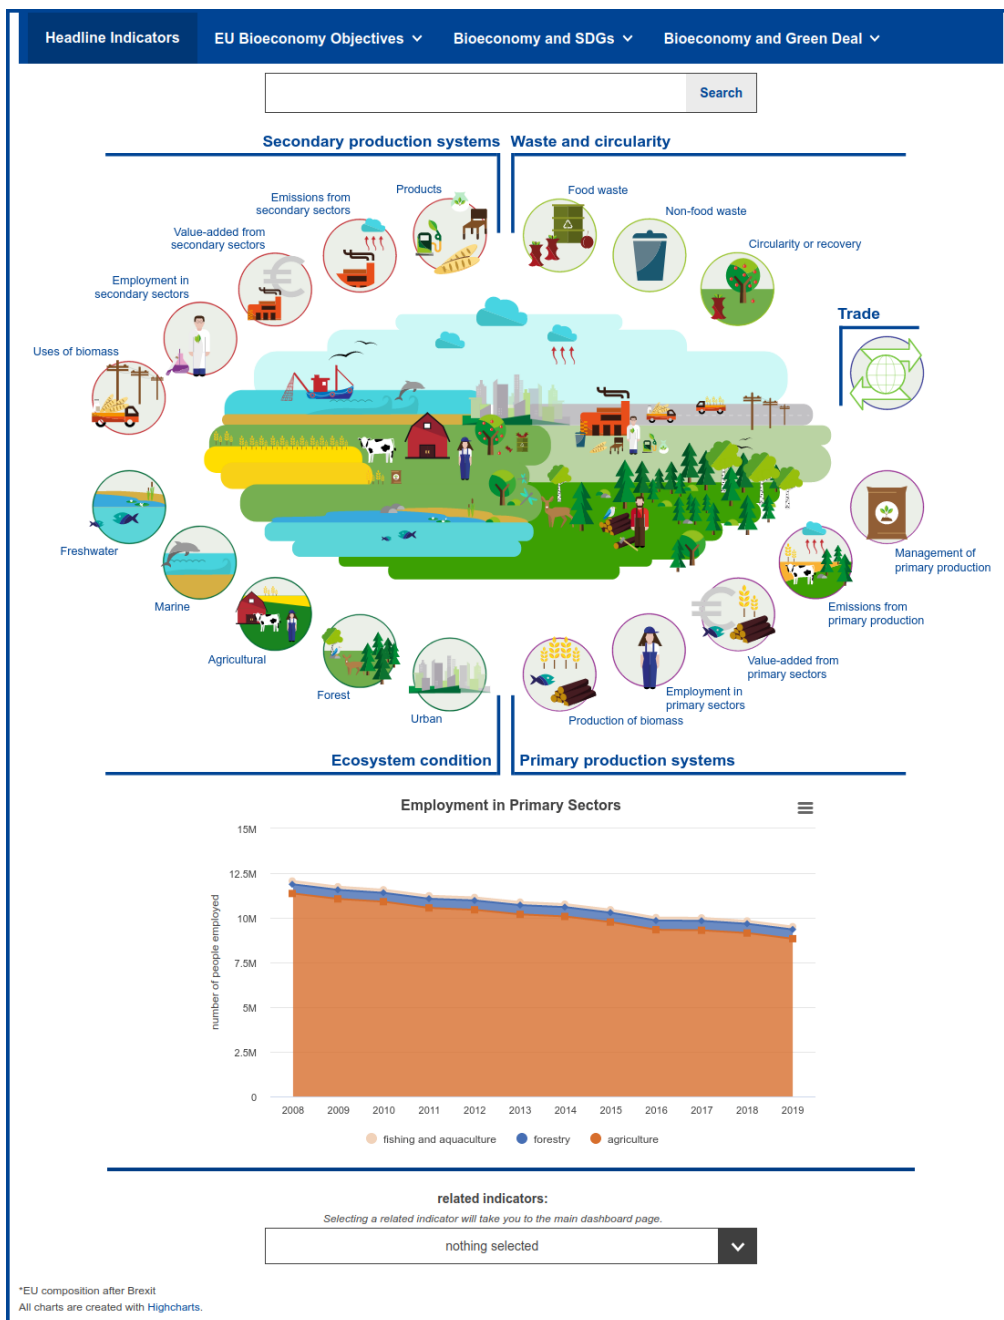 Headline Indicators
EU Bioeconomy Objectives
Bioeconomy and SDGs
Bioeconomy and Green Deal
Search
Secondary production systems
Waste and circularity
Products
Emissions from
secondary sectors
Value-added from
secondary sectors
Employment in
secondary sectors
Uses of biomass
Food waste
Non-food waste
Circularity or recovery
Trade
Freshwater
Marine
Agricultural
Forest
Urban
Management of
primary production
Emissions from
primary production
Value-added from
primary sectors
Employment in
primary sectors
Production of biomass
Ecosystem condition
Primary production systems
Employment in Primary Sectors
number of people employed
15M
12.5M
10M
7.5M
5M
2.5M
0
2008 2009 2010 2011 2012 2013 2014 2015 2016 2017 2018 2019
fishing and aquaculture forestry agriculture
related indicators:
Selecting a related indicator will take you to the main dashboard page.
nothing selected
*EU composition after Brexit
All charts are created with Highcharts.